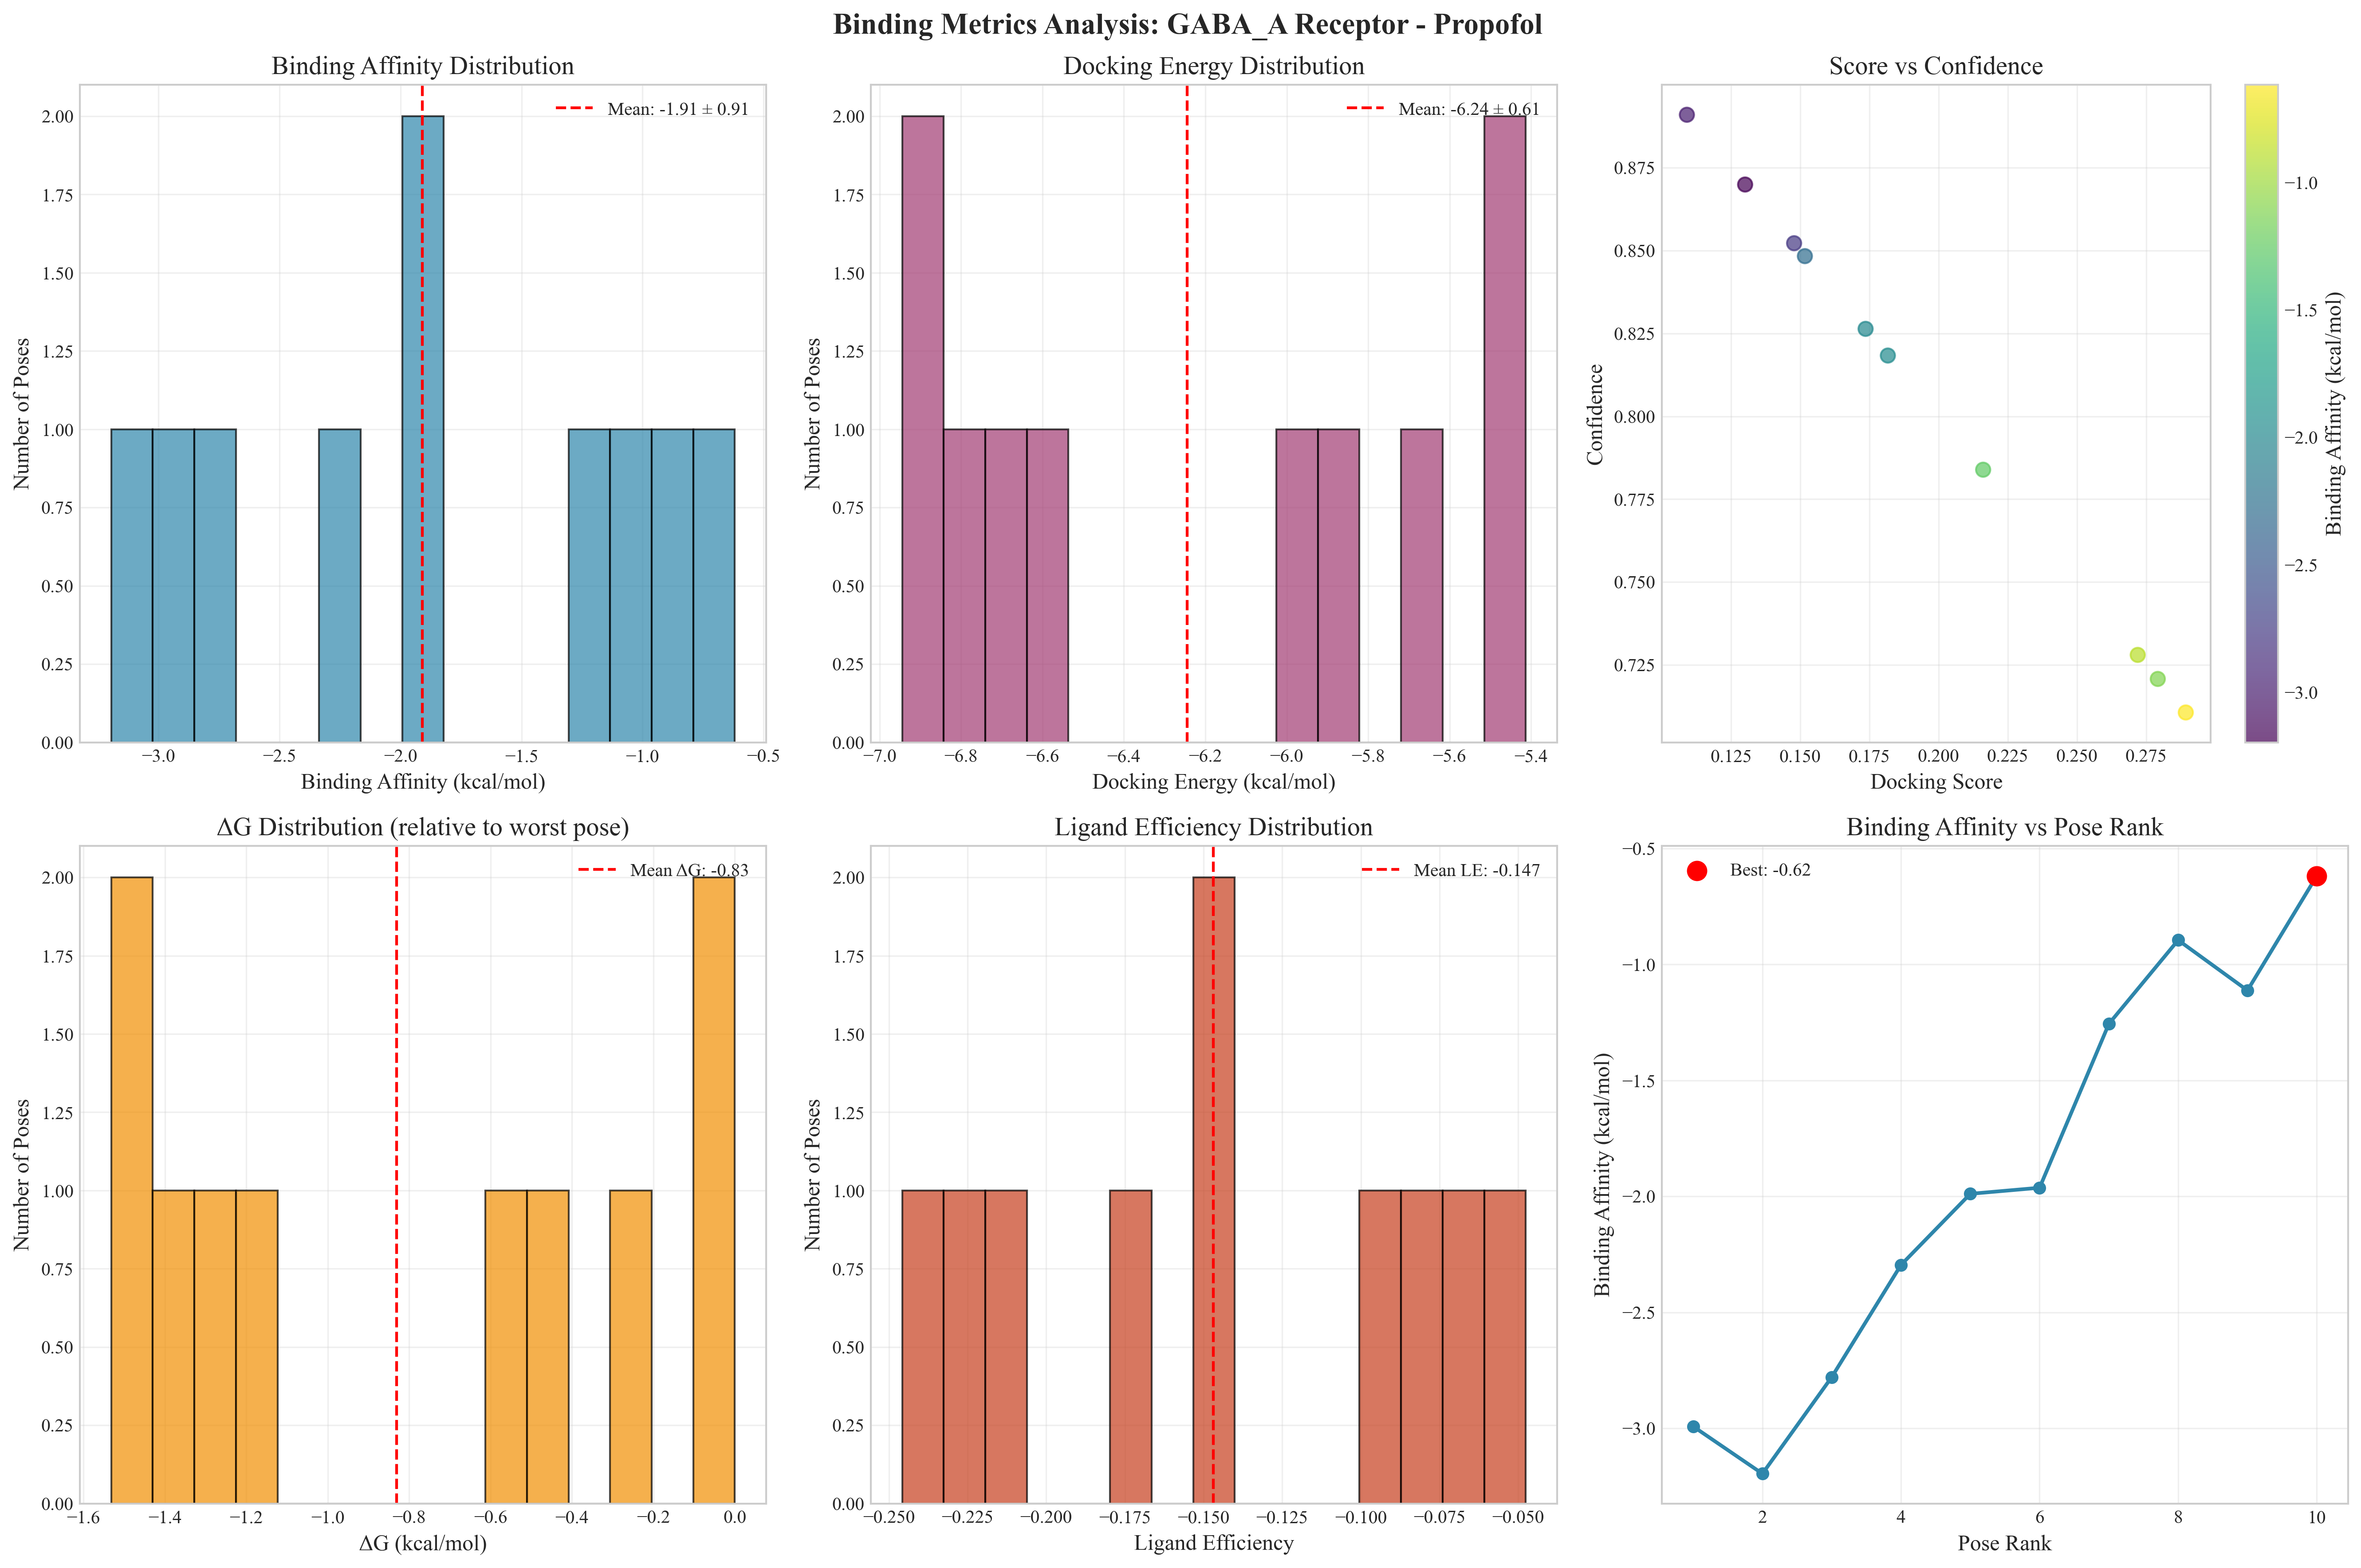 Binding Metrics Analysis: GABA_A Receptor - Propofol
Binding Affinity Distribution
Mean: -1.91 ± 0.91
Number of Poses
2.00
1.75
1.50
1.25
1.00
0.75
0.50
0.25
0.00
−3.0 −2.5 −2.0 −1.5 −1.0 −0.5
Binding Affinity (kcal/mol)
Docking Energy Distribution
Mean: -6.24 ± 0.61
Number of Poses
2.00
1.75
1.50
1.25
1.00
0.75
0.50
0.25
0.00
−7.0 −6.8 −6.6 −6.4 −6.2 −6.0 −5.8 −5.6 −5.4
Docking Energy (kcal/mol)
Score vs Confidence
Confidence
0.875
0.850
0.825
0.800
0.775
0.750
0.725
0.125 0.150 0.175 0.200 0.225 0.250 0.275
Docking Score
−1.0
−1.5
−2.0
−2.5
−3.0
Binding Affinity (kcal/mol)
ΔG Distribution (relative to worst pose)
Mean ΔG: -0.83
Number of Poses
2.00
1.75
1.50
1.25
1.00
0.75
0.50
0.25
0.00
−1.6 −1.4 −1.2 −1.0 −0.8 −0.6 −0.4 −0.2 0.0
ΔG (kcal/mol)
Ligand Efficiency Distribution
Mean LE: -0.147
Number of Poses
2.00
1.75
1.50
1.25
1.00
0.75
0.50
0.25
0.00
−0.250 −0.225 −0.200 −0.175 −0.150 −0.125 −0.100 −0.075 −0.050
Ligand Efficiency
Binding Affinity vs Pose Rank
Best: -0.62
Binding Affinity (kcal/mol)
−0.5
−1.0
−1.5
−2.0
−2.5
−3.0
2 4 6 8 10
Pose Rank